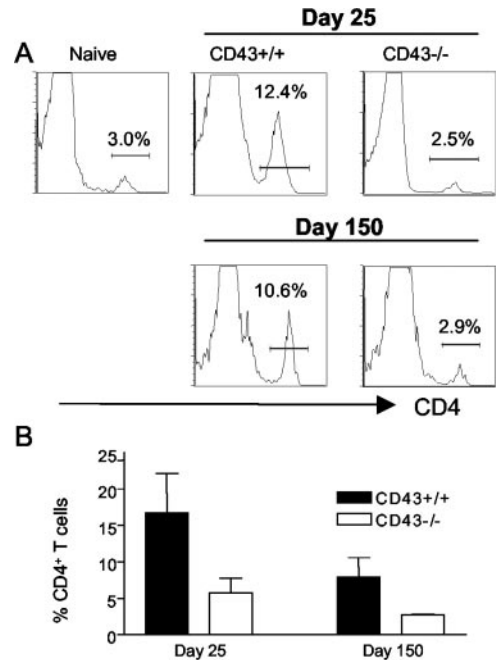 Day 25
A
Naive CD43+/+ CD43-/-
3.0% 12.4% 2.5%
Day 150
10.6% 2.9%
CD4
B
% CD4⁺ T cells
25
20
15
10
5
0
CD43+/+
CD43-/-
Day 25 Day 150